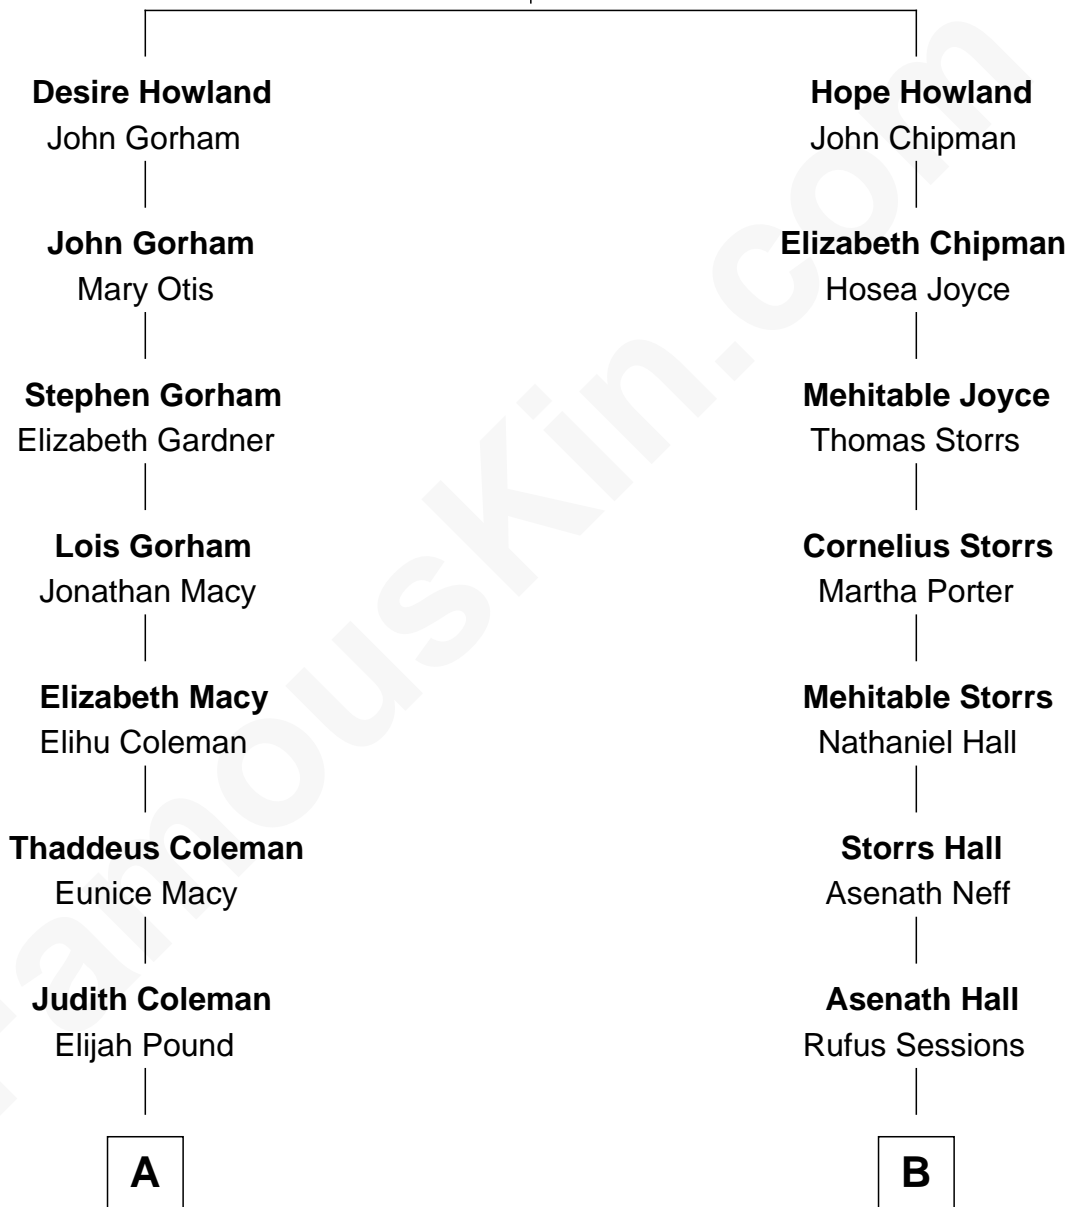 Desire Howland
John Gorham
John Gorham
Mary Otis
Stephen Gorham
Elizabeth Gardner
Lois Gorham
Jonathan Macy
Elizabeth Macy
Elihu Coleman
Thaddeus Coleman
Eunice Macy
Judith Coleman
Elijah Pound
A
Hope Howland
John Chipman
Elizabeth Chipman
Hosea Joyce
Mehitable Joyce
Thomas Storrs
Cornelius Storrs
Martha Porter
Mehitable Storrs
Nathaniel Hall
Storrs Hall
Asenath Neff
Asenath Hall
Rufus Sessions
B
FamousKin.com